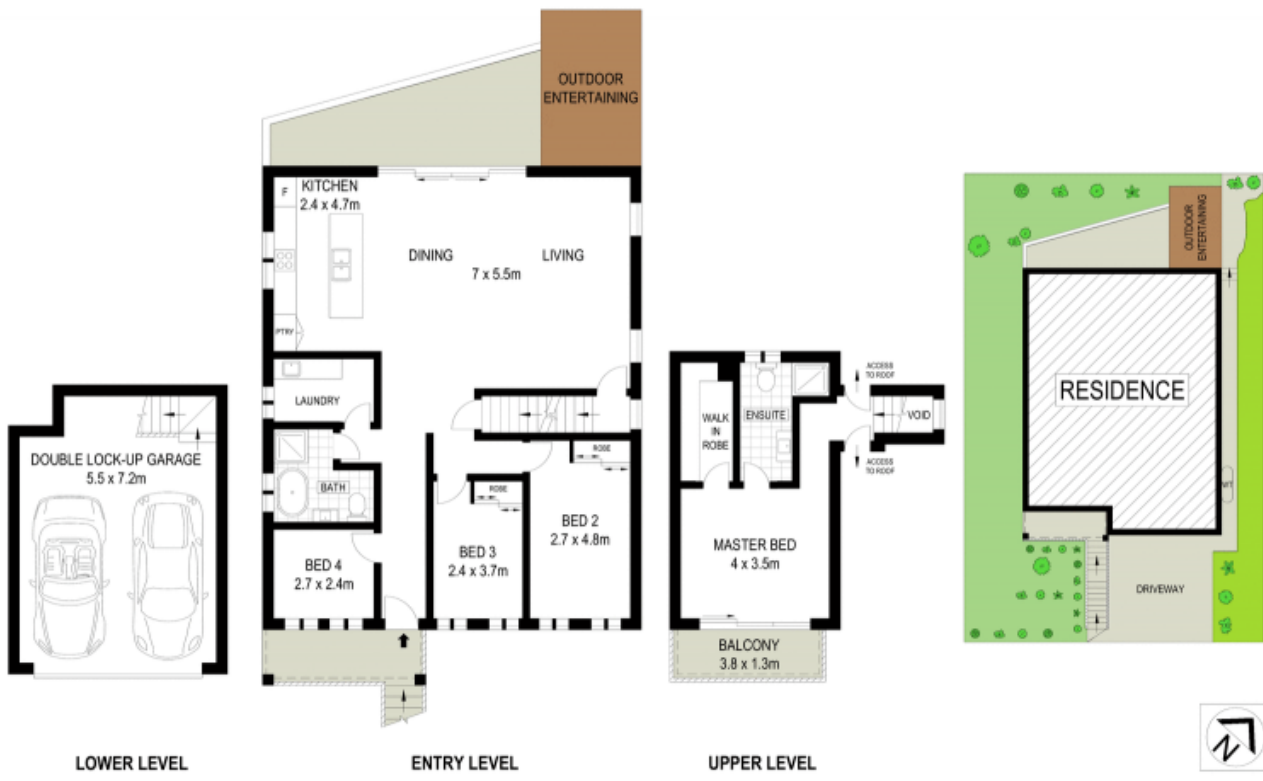 OUTDOOR
ENTERTAINING
KITCHEN
2.4 x 4.7m
F
DINING
LIVING
7 x 5.5m
PTRY
LAUNDRY
BATH
ROBE
ROBE
BED 2
2.7 x 4.8m
BED 3
2.4 x 3.7m
BED 4
2.7 x 2.4m
DOUBLE LOCK-UP GARAGE
5.5 x 7.2m
ACCESS
TO ROOF
WALK
IN
ROBE
ENSUITE
VOID
ACCESS
TO ROOF
MASTER BED
4 x 3.5m
BALCONY
3.8 x 1.3m
OUTDOOR
ENTERTAINING
RESIDENCE
WT
DRIVEWAY
N
LOWER LEVEL
ENTRY LEVEL
UPPER LEVEL